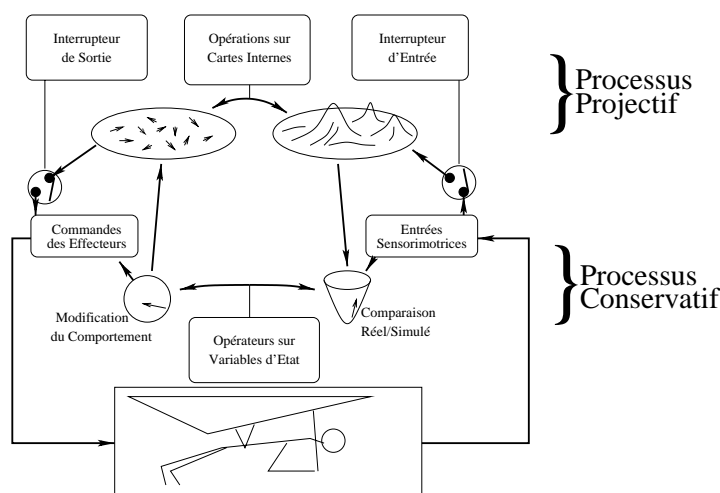 Interrupteur
de Sortie
Opérations sur
Cartes Internes
Interrupteur
d'Entrée
Processus
Projectif
Commandes
des Effecteurs
Entrées
Sensorimotrices
Processus
Conservatif
Modification
du Comportement
Comparaison
Réel/Simulé
Opérateurs sur
Variables d'Etat